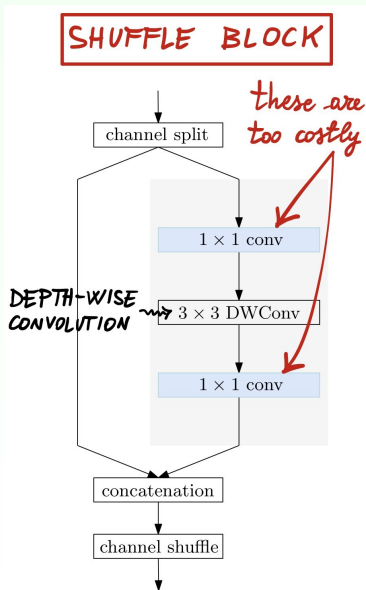 SHUFFLE BLOCK
these are
too costly
channel split
1 × 1 conv
DEPTH-WISE
CONVOLUTION
3 × 3 DWConv
1 × 1 conv
concatenation
channel shuffle